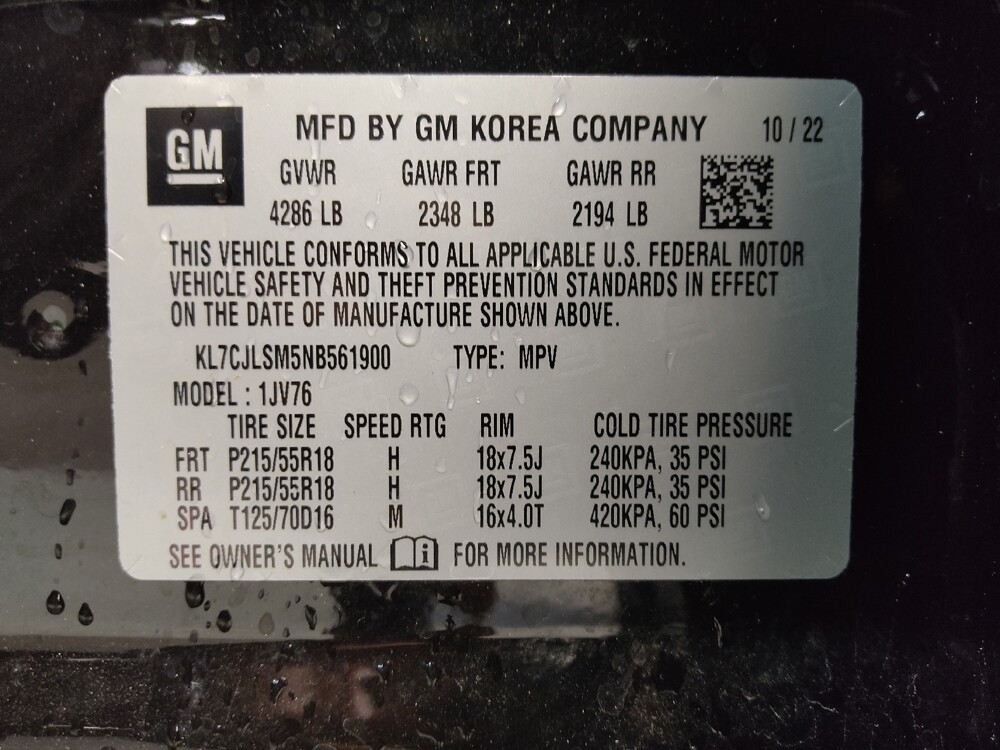 GM MFD BY GM KOREA COMPANY 10 / 22
GVWR GAWR FRT GAWR RR
4286 LB 2348 LB 2194 LB
THIS VEHICLE CONFORMS TO ALL APPLICABLE U.S. FEDERAL MOTOR
VEHICLE SAFETY AND THEFT PREVENTION STANDARDS IN EFFECT
ON THE DATE OF MANUFACTURE SHOWN ABOVE.
KL7CJLSM5NB561900 TYPE: MPV
MODEL : 1JV76
TIRE SIZE SPEED RTG RIM COLD TIRE PRESSURE
FRT P215/55R18 H 18x7.5J 240KPA, 35 PSI
RR P215/55R18 H 18x7.5J 240KPA, 35 PSI
SPA T125/70D16 M 16x4.0T 420KPA, 60 PSI
SEE OWNER'S MANUAL FOR MORE INFORMATION.